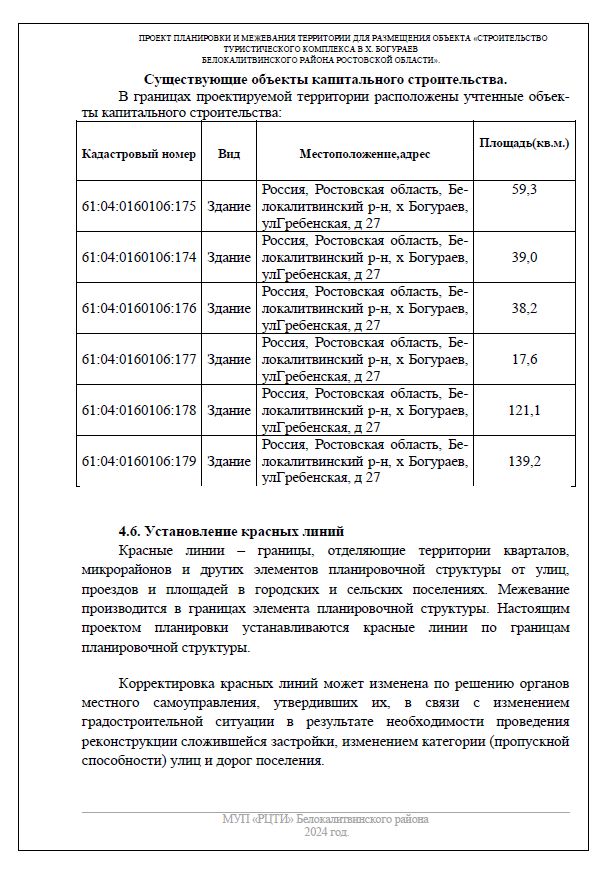 ПРОЕКТ ПЛАНИРОВКИ И МЕЖЕВАНИЯ ТЕРРИТОРИИ ДЛЯ РАЗМЕЩЕНИЯ ОБЪЕКТА «СТРОИТЕЛЬСТВО
ТУРИСТИЧЕСКОГО КОМПЛЕКСА В Х. БОГУРАЕВ
БЕЛОКАЛИТВИНСКОГО РАЙОНА РОСТОВСКОЙ ОБЛАСТИ».
Существующие объекты капитального строительства.
В границах проектируемой территории расположены учтенные объек-
ты капитального строительства:
Кадастровый номер Вид Местоположение,адрес Площадь(кв.м.)
Россия, Ростовская область, Бе- 59,3
61:04:0160106:175 Здание локалитвинский р-н, х Богураев,
улГребенская, д 27
Россия, Ростовская область, Бе-
61:04:0160106:174 Здание локалитвинский р-н, х Богураев, 39,0
улГребенская, д 27
Россия, Ростовская область, Бе-
61:04:0160106:176 Здание локалитвинский р-н, х Богураев, 38,2
улГребенская, д 27
Россия, Ростовская область, Бе-
61:04:0160106:177 Здание локалитвинский р-н, х Богураев, 17,6
улГребенская, д 27
Россия, Ростовская область, Бе-
61:04:0160106:178 Здание локалитвинский р-н, х Богураев, 121,1
улГребенская, д 27
Россия, Ростовская область, Бе-
61:04:0160106:179 Здание локалитвинский р-н, х Богураев, 139,2
улГребенская, д 27
4.6. Установление красных линий
Красные линии – границы, отделяющие территории кварталов,
микрорайонов и других элементов планировочной структуры от улиц,
проездов и площадей в городских и сельских поселениях. Межевание
производится в границах элемента планировочной структуры. Настоящим
проектом планировки устанавливаются красные линии по границам
планировочной структуры.
Корректировка красных линий может изменена по решению органов
местного самоуправления, утвердивших их, в связи с изменением
градостроительной ситуации в результате необходимости проведения
реконструкции сложившейся застройки, изменением категории (пропускной
способности) улиц и дорог поселения.
МУП «РЦТИ» Белокалитвинского района
2024 год.